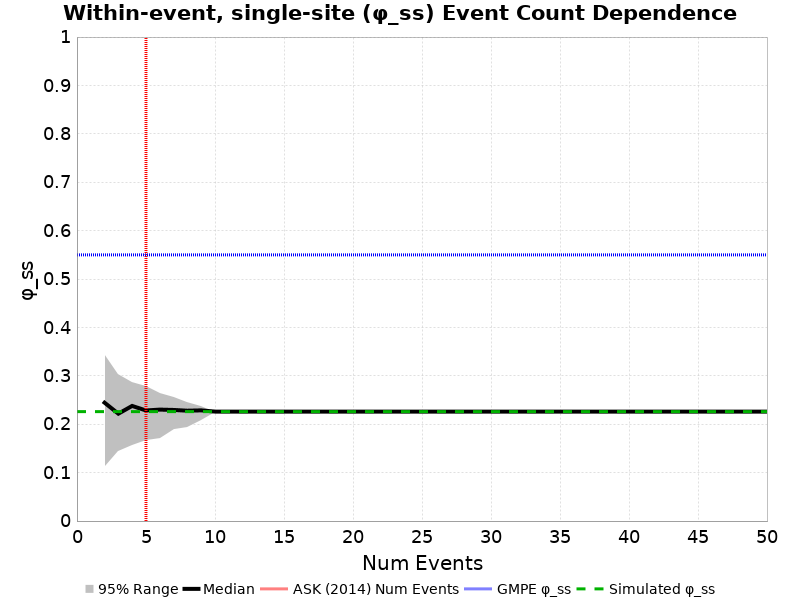 Within-event, single-site (φ_ss) Event Count Dependence
1
0.9
0.8
0.7
0.6
0.5
0.4
0.3
0.2
0.1
0
φ_ss
0 5 10 15 20 25 30 35 40 45 50
Num Events
95% Range Median ASK (2014) Num Events GMPE φ_ss Simulated φ_ss